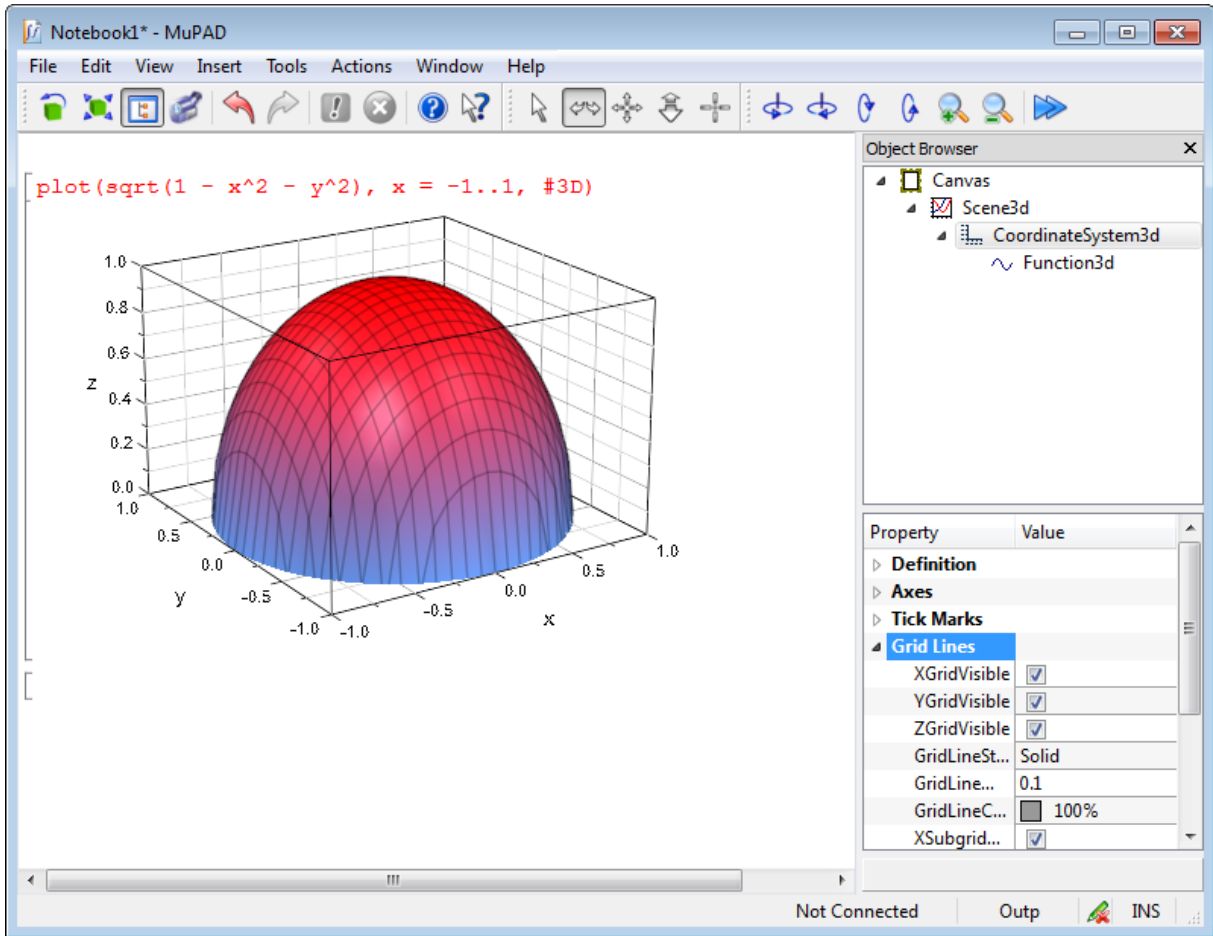 Notebook1* - MuPAD
File Edit View Insert Tools Actions Window Help
plot(sqrt(1 - x^2 - y^2), x = -1..1, #3D)
1.0
0.8
0.6
z
0.4
0.2
0.0
1.0
0.5
0.0
y
-0.5
-1.0
-1.0
-0.5
0.0
x
0.5
1.0
Object Browser
Canvas
Scene3d
CoordinateSystem3d
Function3d
Property Value
Definition
Axes
Tick Marks
Grid Lines
XGridVisible
YGridVisible
ZGridVisible
GridLineSt... Solid
GridLine... 0.1
GridLineC... 100%
XSubgrid...
Not Connected Outp INS